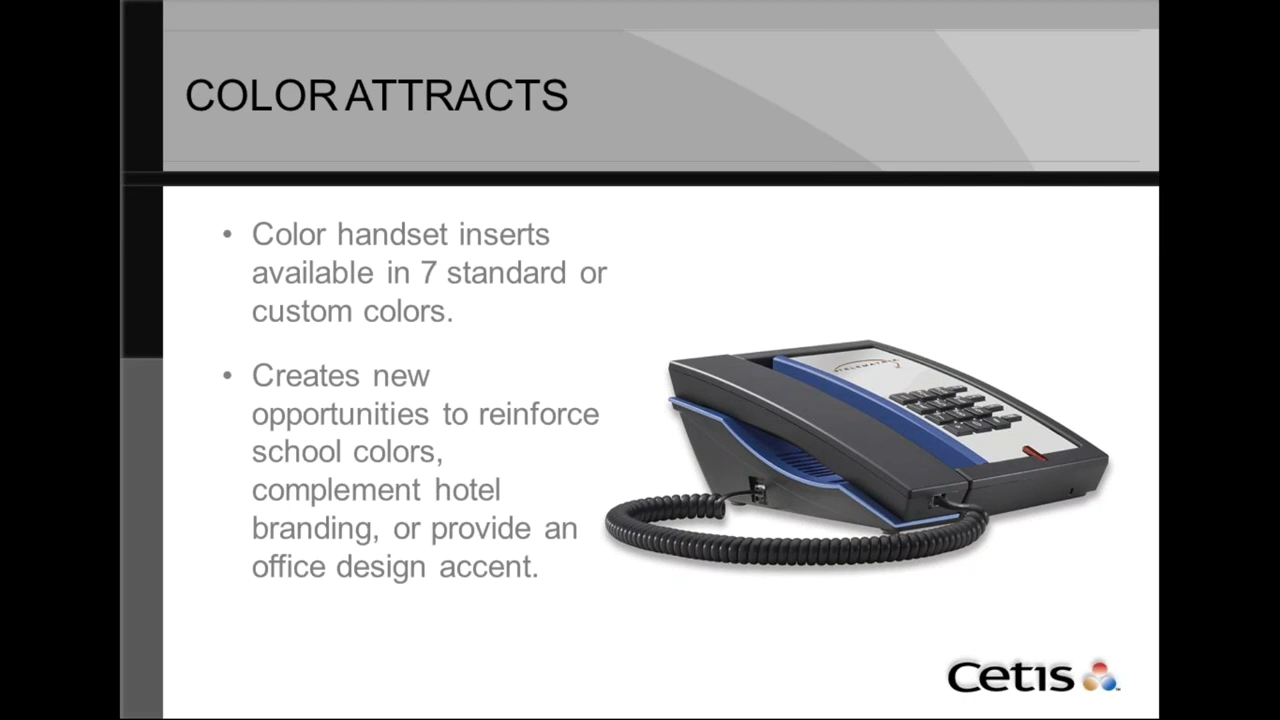 COLOR ATTRACTS
• Color handset inserts
available in 7 standard or
custom colors.
• Creates new
opportunities to reinforce
school colors,
complement hotel
branding, or provide an
office design accent.
TELEMATRIX
Cetis